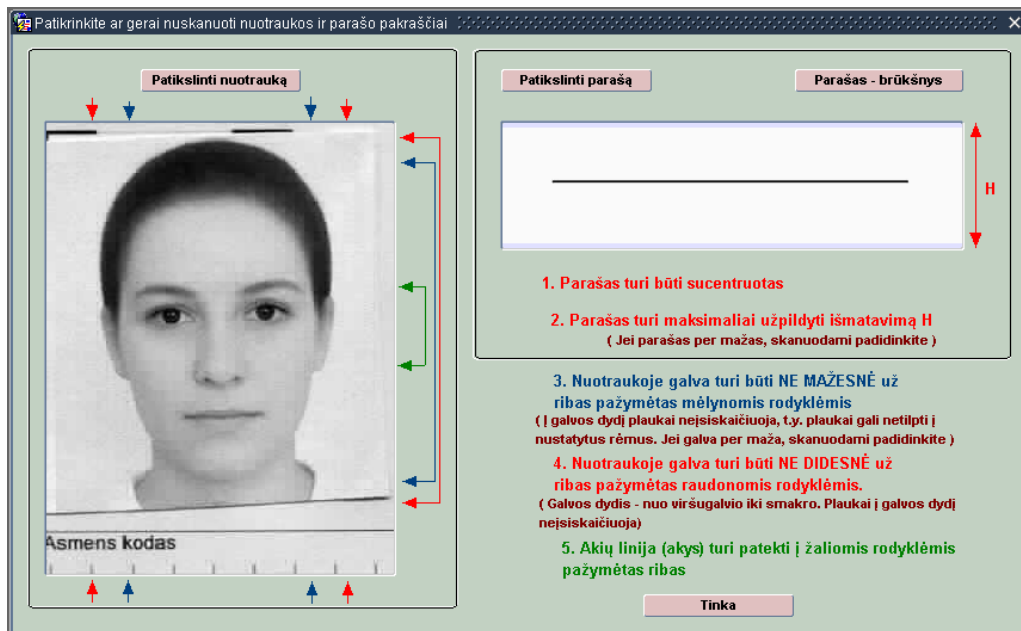 Patikrinkite ar gerai nuskanuoti nuotraukos ir parašo pakraščiai
Patikslinti nuotrauką
Asmens kodas
Patikslinti parašą
Parašas - brūkšnys
H
1. Parašas turi būti sucentruotas
2. Parašas turi maksimaliai užpildyti išmatavimą H
( Jei parašas per mažas, skanuodami padidinkite )
3. Nuotraukoje galva turi būti NE MAŽESNĖ už
ribas pažymėtas mėlynomis rodyklėmis
( Į galvos dydį plaukai neįsiskaičiuoja, t.y. plaukai gali netilpti į
nustatytus rėmus. Jei galva per maža, skanuodami padidinkite )
4. Nuotraukoje galva turi būti NE DIDESNĖ už
ribas pažymėtas raudonomis rodyklėmis.
( Galvos dydis - nuo viršugalvio iki smakro. Plaukai į galvos dydį
neįsiskaičiuoja)
5. Akių linija (akys) turi patekti į žaliomis rodyklėmis
pažymėtas ribas
Tinka